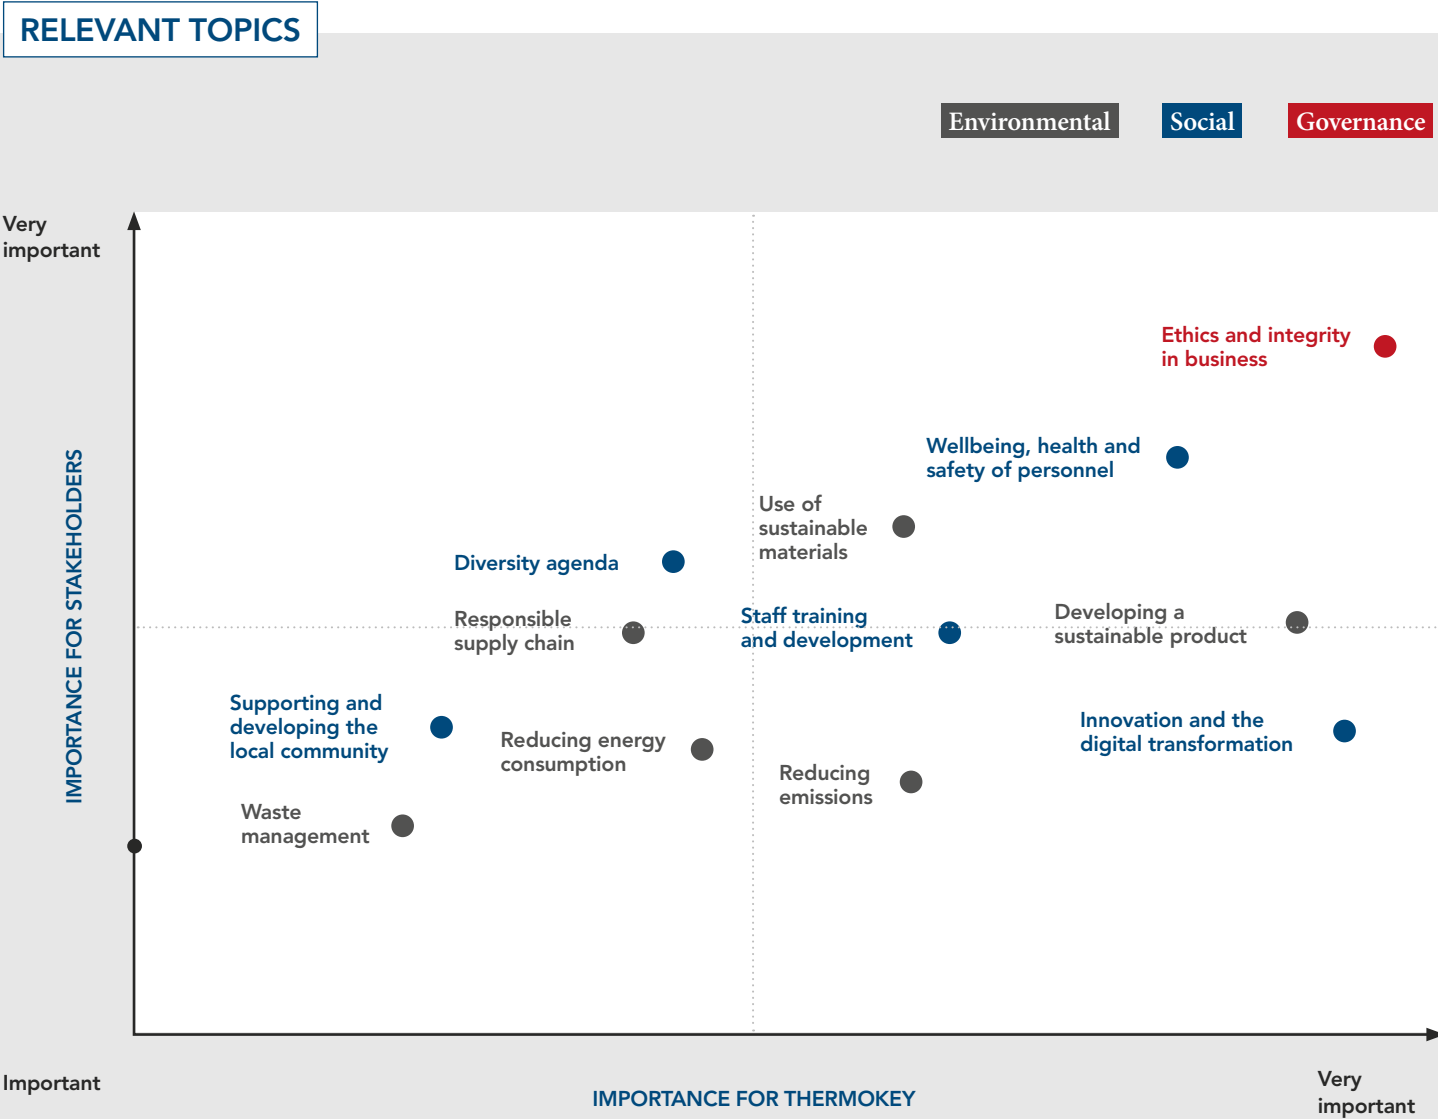 RELEVANT TOPICS
Environmental
Social
Governance
Very
important
Ethics and integrity
in business
Wellbeing, health and
safety of personnel
Use of
sustainable
materials
Diversity agenda
Responsible
supply chain
Staff training
and development
Developing a
sustainable product
Supporting and
developing the
local community
Reducing energy
consumption
Innovation and the
digital transformation
Reducing
emissions
Waste
management
IMPORTANCE FOR STAKEHOLDERS
Important
IMPORTANCE FOR THERMOKEY
Very
important